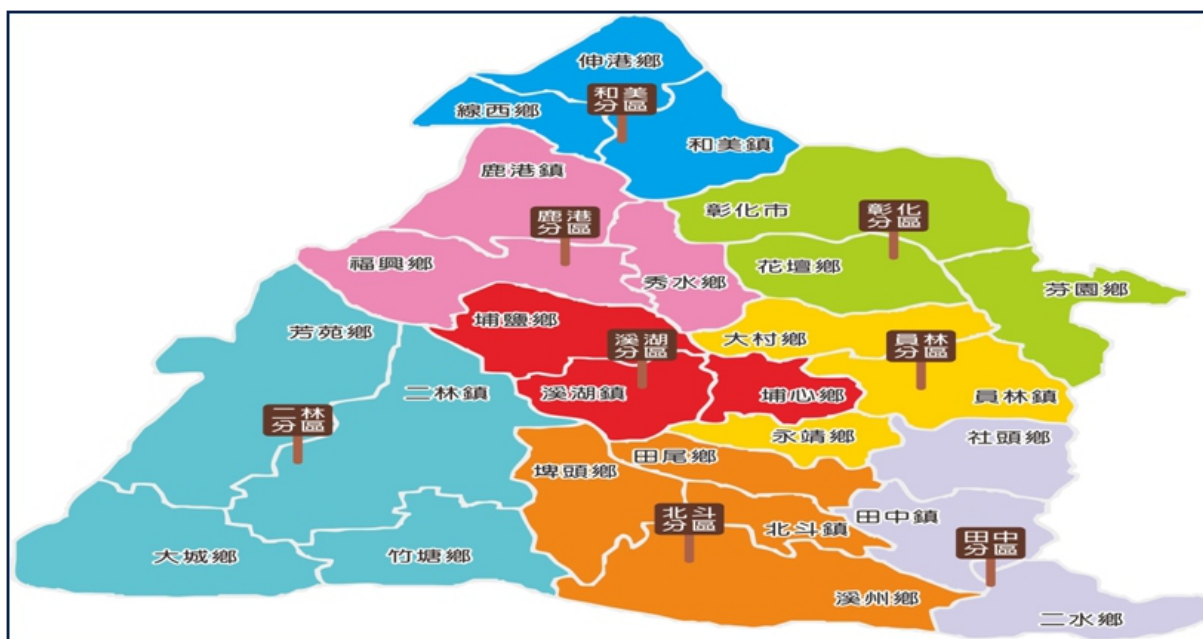 伸港鄉
和美
分區
線西鄉
和美鎮
鹿港鎮
彰化市
彰化
分區
鹿港
分區
福興鄉
秀水鄉
花壇鄉
芬園鄉
芳苑鄉
埔鹽鄉
大村鄉
溪湖
分區
員林
分區
二林鎮
溪湖鎮
埔心鄉
員林鎮
二林
分區
永靖鄉
社頭鄉
田尾鄉
埤頭鄉
北斗
分區
北斗鎮
田中鎮
田中
分區
大城鄉
竹塘鄉
溪州鄉
二水鄉